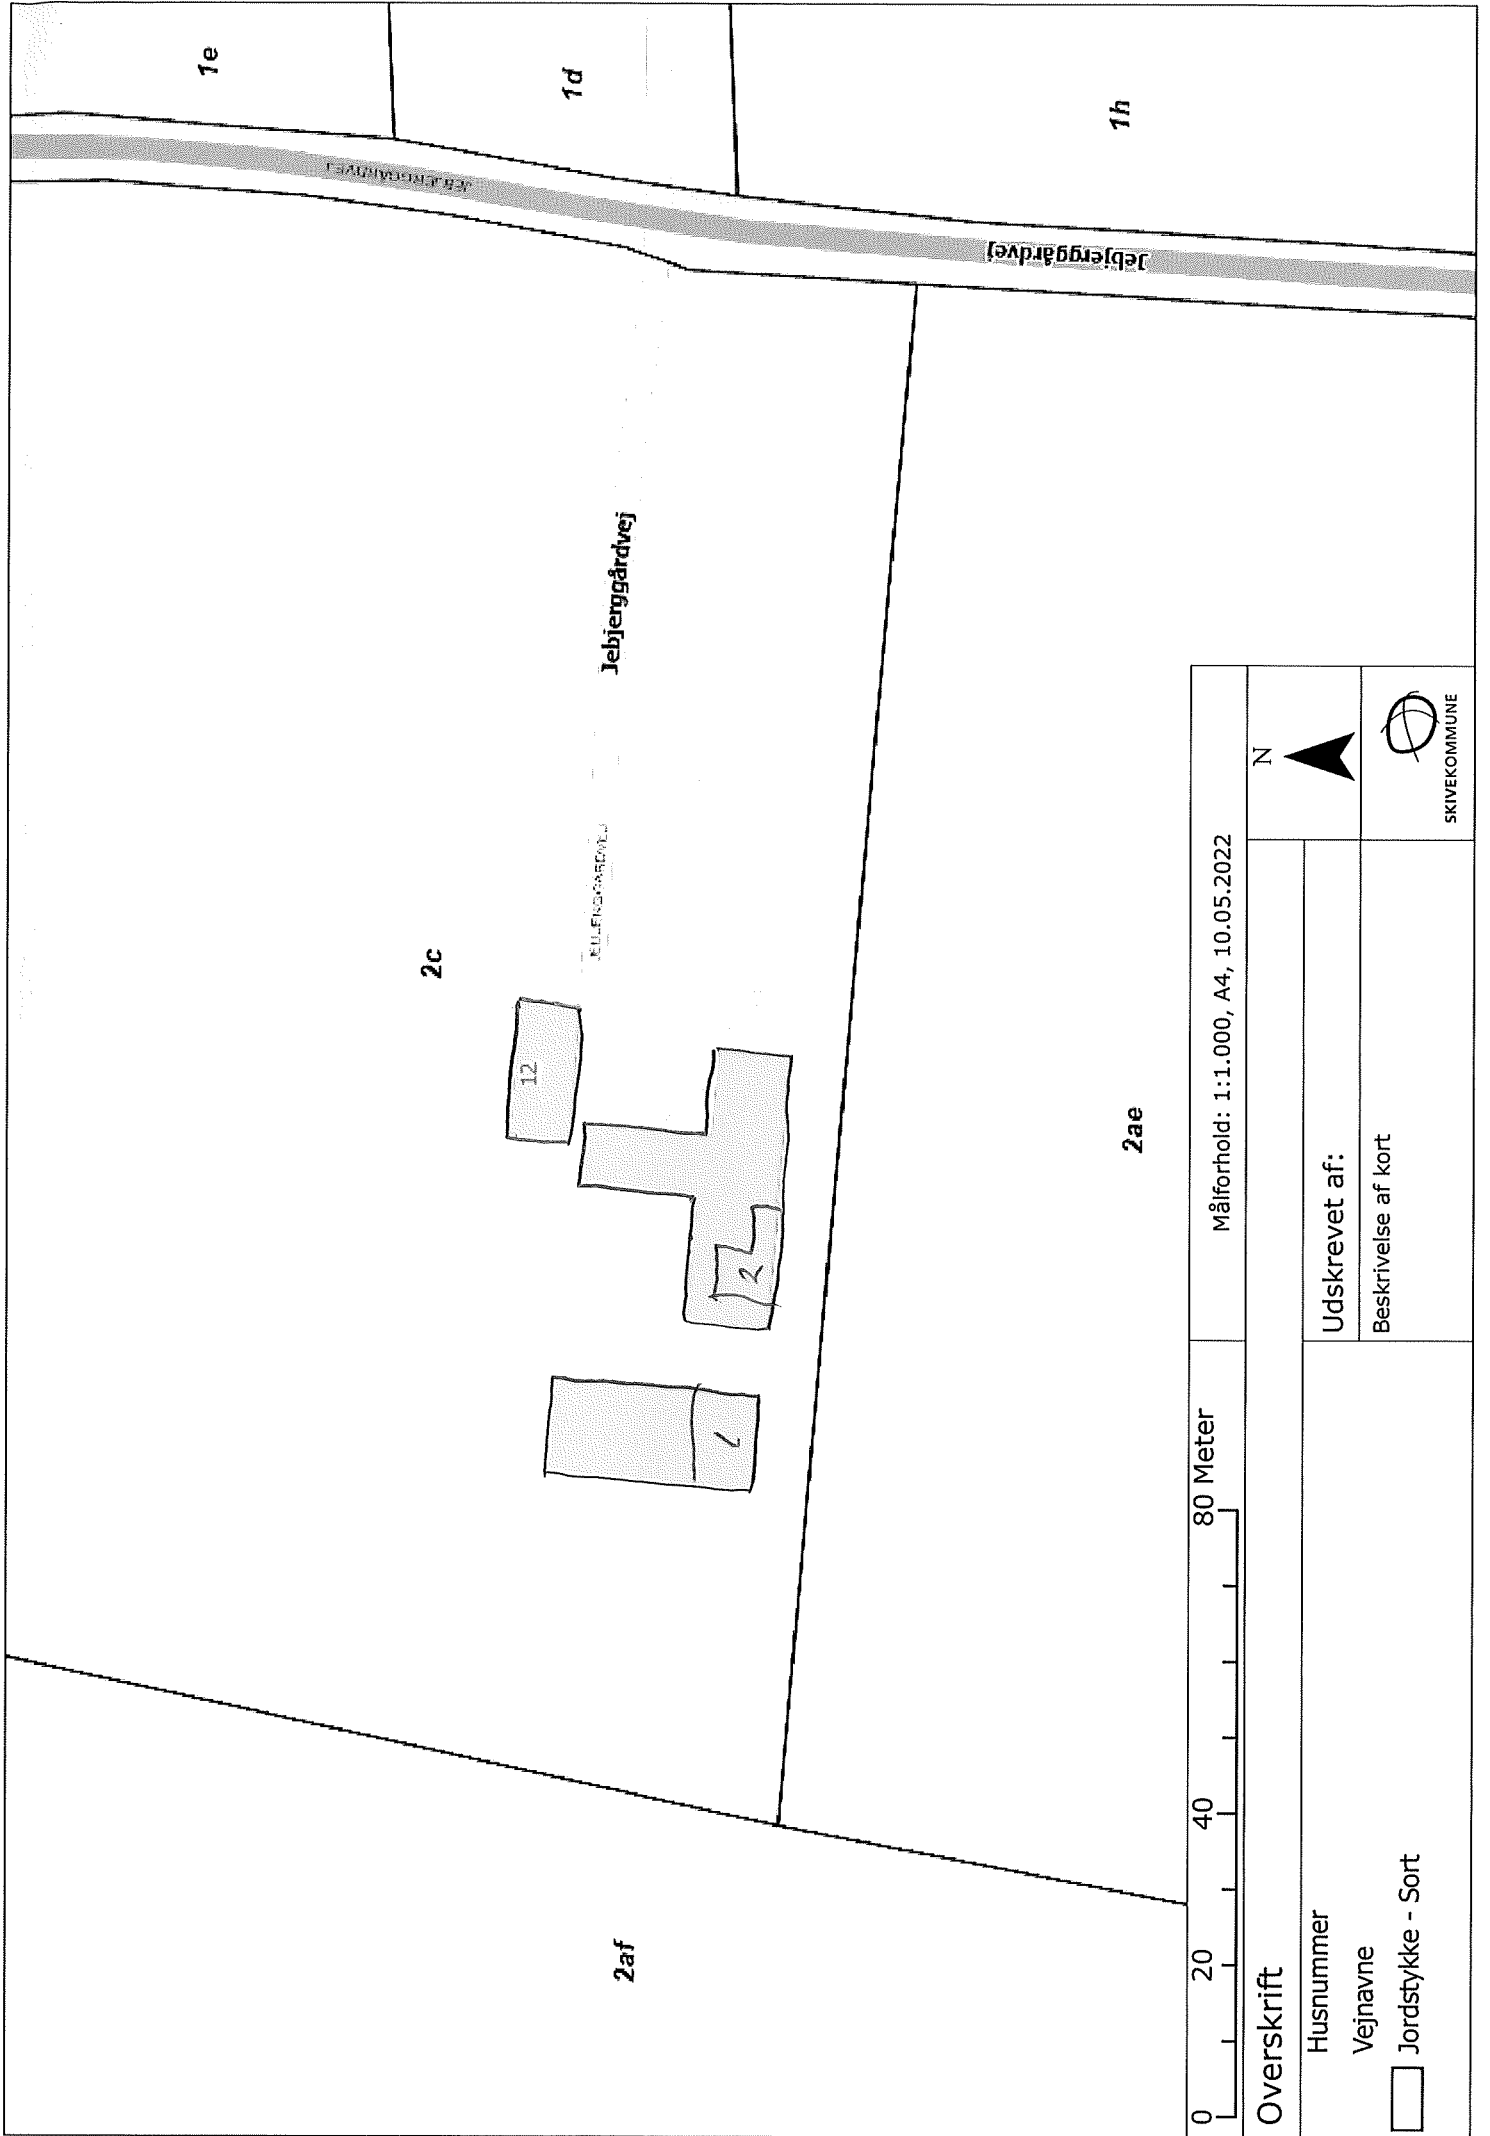 1e
1d
1h
Jebjerggårdvej
Jebjerggårdvej
2c
12
2
1
2ae
2af
0 20 40 80 Meter
Målforhold: 1:1.000, A4, 10.05.2022
Overskrift
Husnummer
Vejnavne
Jordstykke - Sort
Udskrevet af:
Beskrivelse af kort
N
SKIVEKOMMUNE